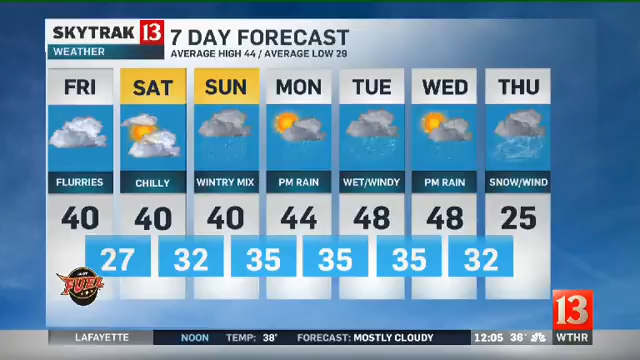 SKYTRAK 13
WEATHER
7 DAY FORECAST
AVERAGE HIGH 44 / AVERAGE LOW 29
FRI SAT SUN MON TUE WED THU
FLURRIES CHILLY WINTRY MIX PM RAIN WET/WINDY PM RAIN SNOW/WIND
40 40 40 44 48 48 25
27 32 35 35 35 32
FUEL
13
LAFAYETTE NOON TEMP: 38° FORECAST: MOSTLY CLOUDY 12:05 36° WTHR